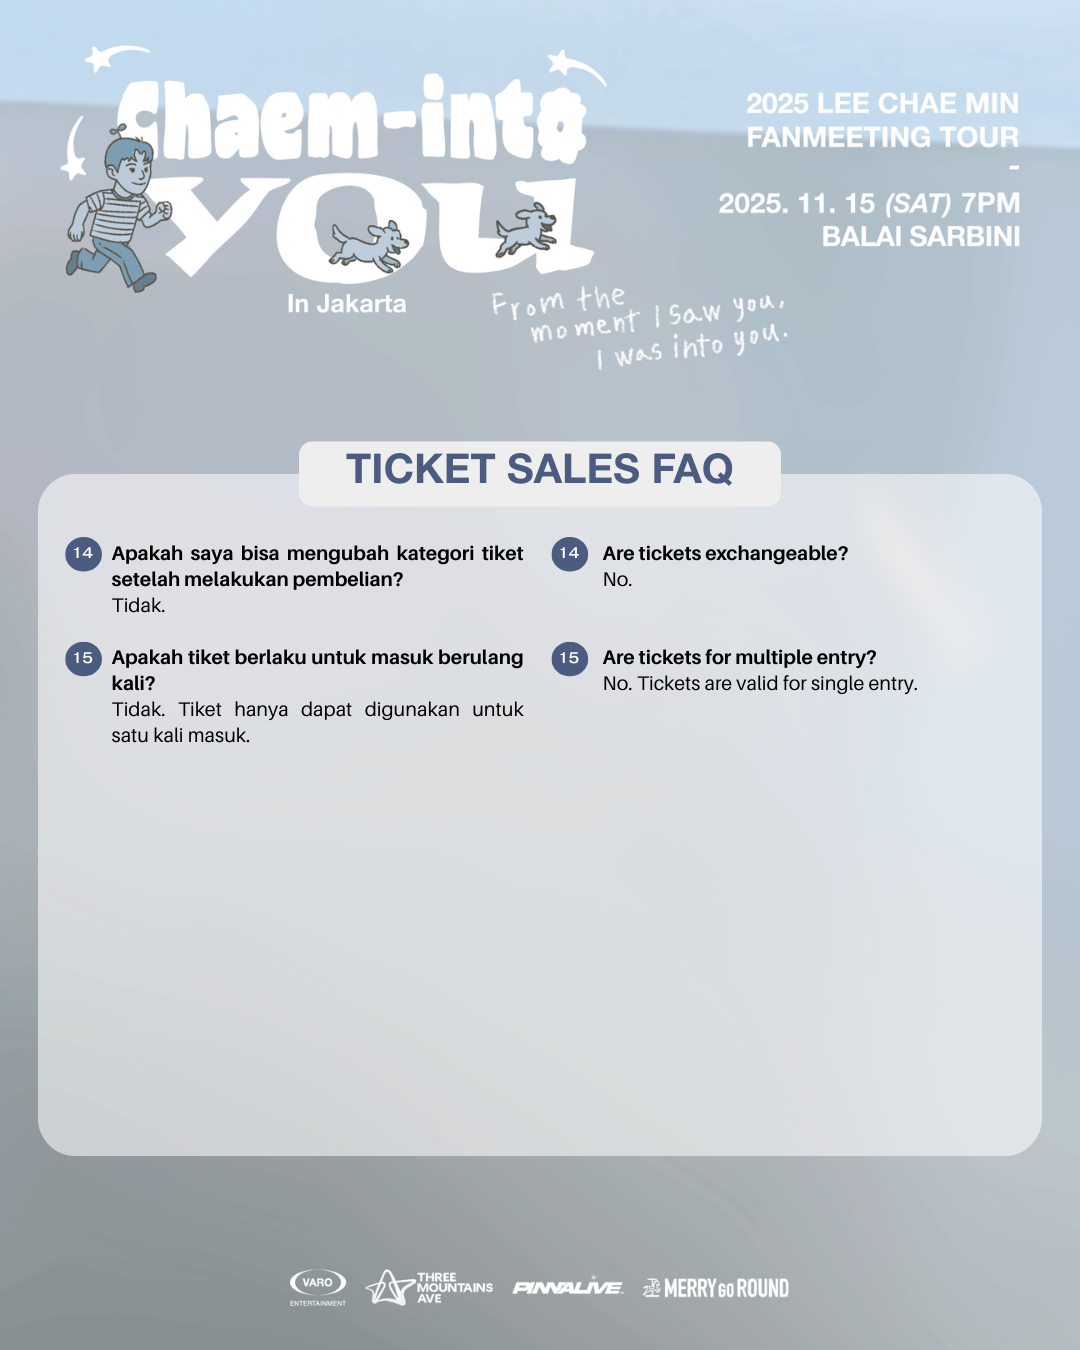 Chaem-into
YOU
In Jakarta
From the
moment I saw you,
I was into you.
2025 LEE CHAE MIN
FANMEETING TOUR
-
2025. 11. 15 (SAT) 7PM
BALAI SARBINI
TICKET SALES FAQ
14 Apakah saya bisa mengubah kategori tiket
setelah melakukan pembelian?
Tidak.
15 Apakah tiket berlaku untuk masuk berulang
kali?
Tidak. Tiket hanya dapat digunakan untuk
satu kali masuk.
14 Are tickets exchangeable?
No.
15 Are tickets for multiple entry?
No. Tickets are valid for single entry.
VARO
ENTERTAINMENT
THREE
MOUNTAINS
AVE
PINNALIVE
MERRY GO ROUND